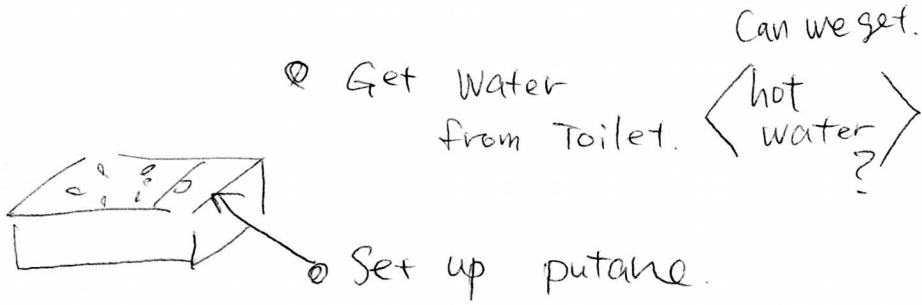 Can we get.
Get Water
from Toilet.
hot
water
?
Set up putane.